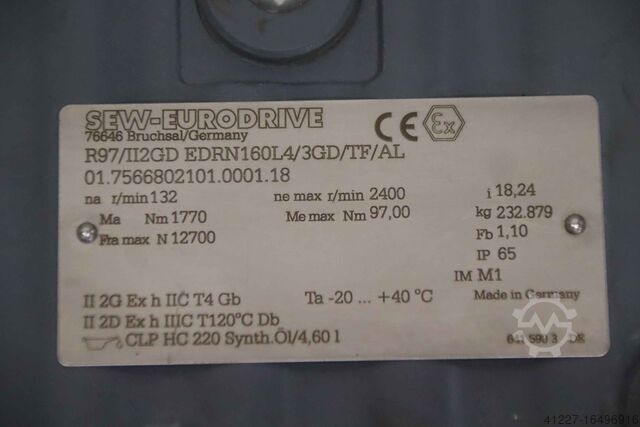 SEW-EURODRIVE
76646 Bruchsal/Germany
CE Ex
R97/II2GD EDRN160L4/3GD/TF/AL
01.7566802101.0001.18
na r/min 132 ne max r/min 2400 i 18,24
Ma Nm 1770 Me max Nm 97,00 kg 232.879
Fra max N 12700 Fb 1,10
IP 65
IM M1
II 2G Ex h IIC T4 Gb Ta -20 ... +40 °C Made in Germany
II 2D Ex h IIIC T120°C Db
CLP HC 220 Synth.Öl/4,60 l DE
41227-16496916